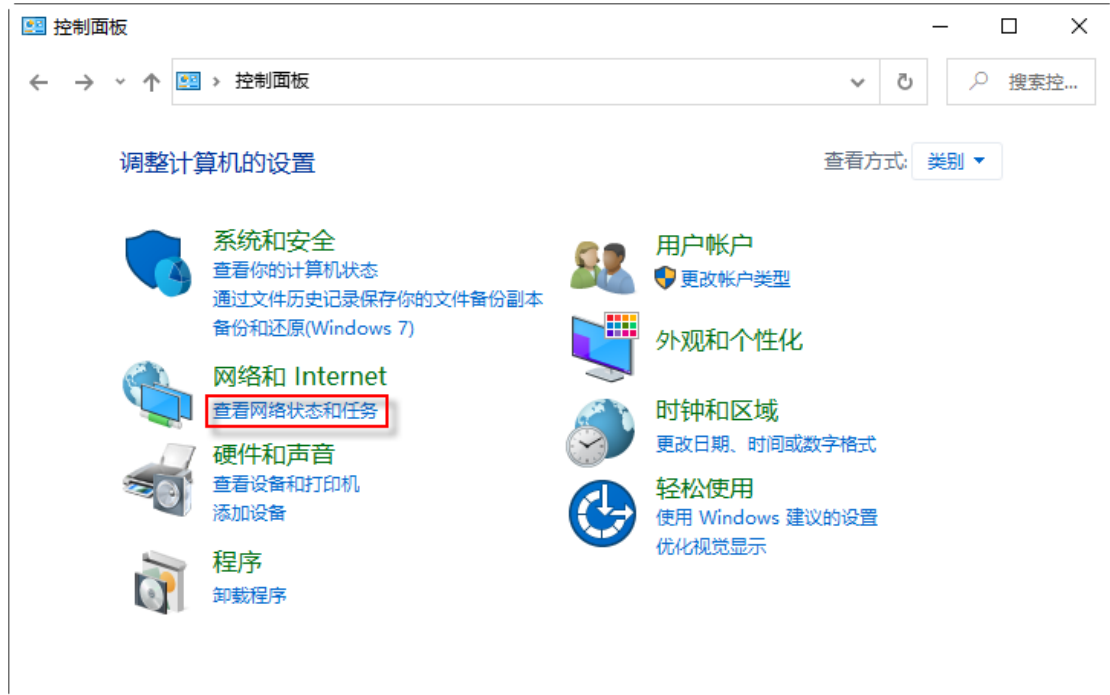 控制面板
控制面板
搜索控...
调整计算机的设置
查看方式: 类别
系统和安全
查看你的计算机状态
通过文件历史记录保存你的文件备份副本
备份和还原(Windows 7)
网络和 Internet
查看网络状态和任务
硬件和声音
查看设备和打印机
添加设备
程序
卸载程序
用户帐户
更改帐户类型
外观和个性化
时钟和区域
更改日期、时间或数字格式
轻松使用
使用 Windows 建议的设置
优化视觉显示